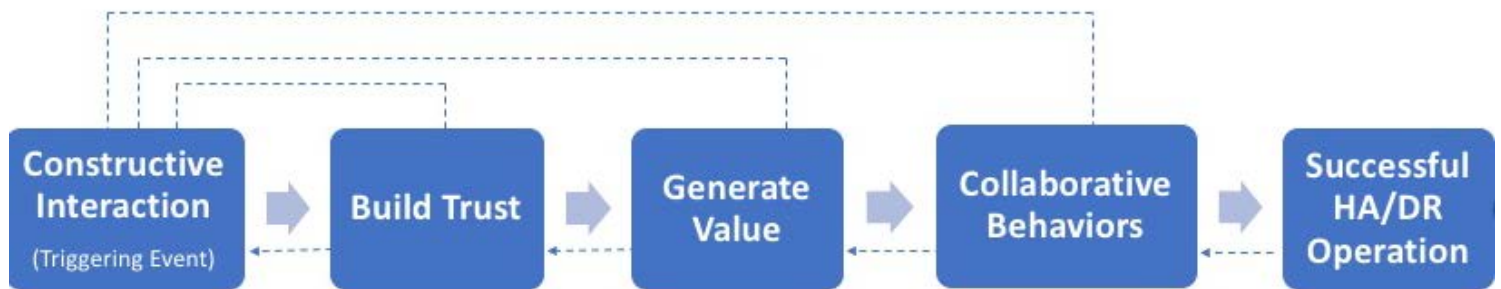 Constructive
Interaction
(Triggering Event)
Build Trust
Generate
Value
Collaborative
Behaviors
Successful
HA/DR
Operation